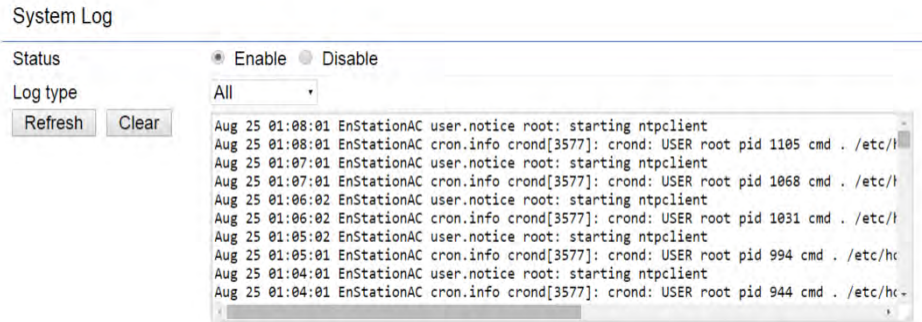 System Log
Status Enable Disable
Log type All
Refresh Clear
Aug 25 01:08:01 EnStationAC user.notice root: starting ntpclient
Aug 25 01:08:01 EnStationAC cron.info crond[3577]: crond: USER root pid 1105 cmd . /etc/h
Aug 25 01:07:01 EnStationAC user.notice root: starting ntpclient
Aug 25 01:07:01 EnStationAC cron.info crond[3577]: crond: USER root pid 1068 cmd . /etc/h
Aug 25 01:06:02 EnStationAC user.notice root: starting ntpclient
Aug 25 01:06:02 EnStationAC cron.info crond[3577]: crond: USER root pid 1031 cmd . /etc/h
Aug 25 01:05:02 EnStationAC user.notice root: starting ntpclient
Aug 25 01:05:01 EnStationAC cron.info crond[3577]: crond: USER root pid 994 cmd . /etc/ho
Aug 25 01:04:01 EnStationAC user.notice root: starting ntpclient
Aug 25 01:04:01 EnStationAC cron.info crond[3577]: crond: USER root pid 944 cmd . /etc/ho